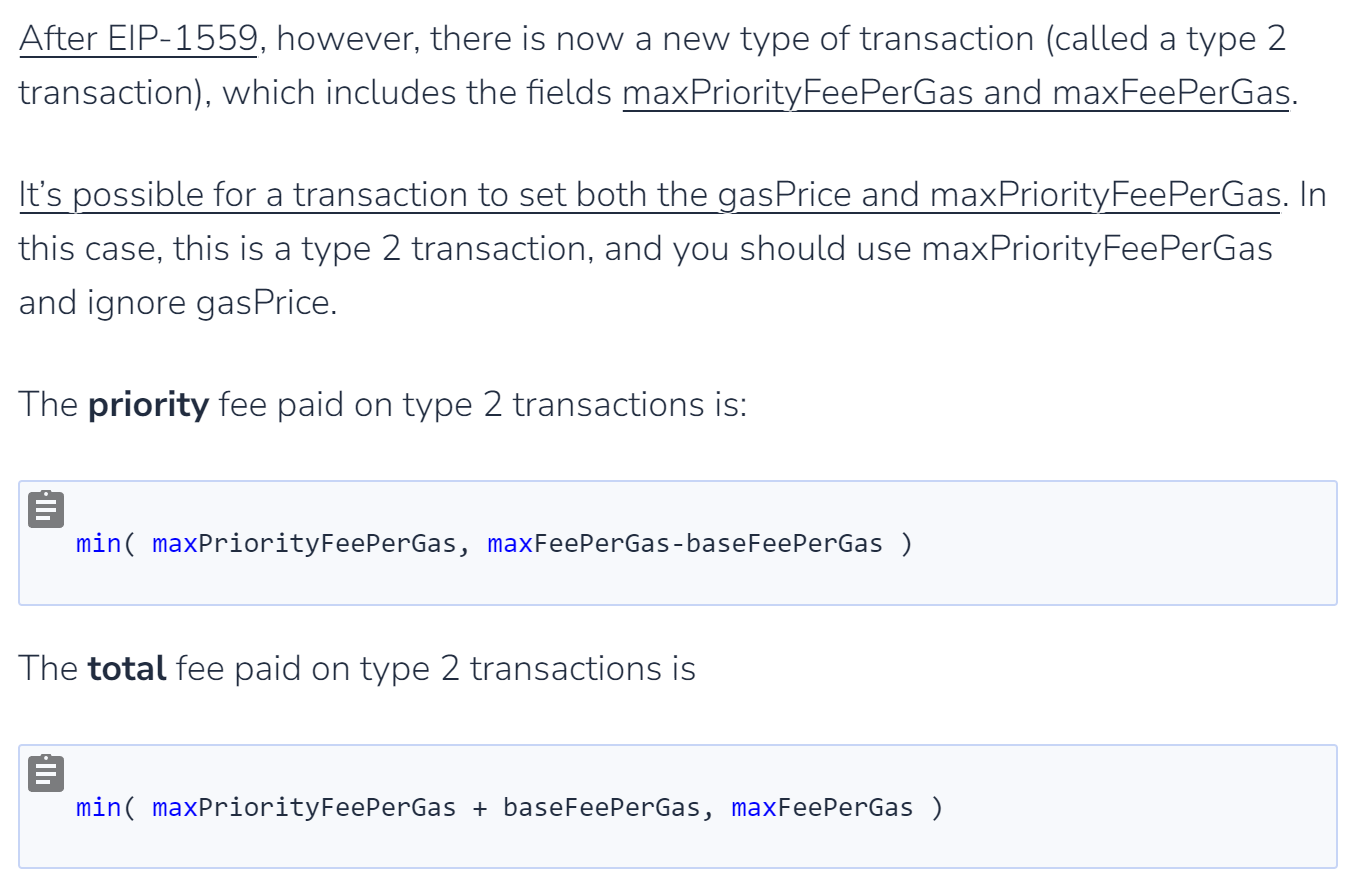 After EIP-1559, however, there is now a new type of transaction (called a type 2
transaction), which includes the fields maxPriorityFeePerGas and maxFeePerGas.
It’s possible for a transaction to set both the gasPrice and maxPriorityFeePerGas. In
this case, this is a type 2 transaction, and you should use maxPriorityFeePerGas
and ignore gasPrice.
The priority fee paid on type 2 transactions is:
min( maxPriorityFeePerGas, maxFeePerGas-baseFeePerGas )
The total fee paid on type 2 transactions is
min( maxPriorityFeePerGas + baseFeePerGas, maxFeePerGas )